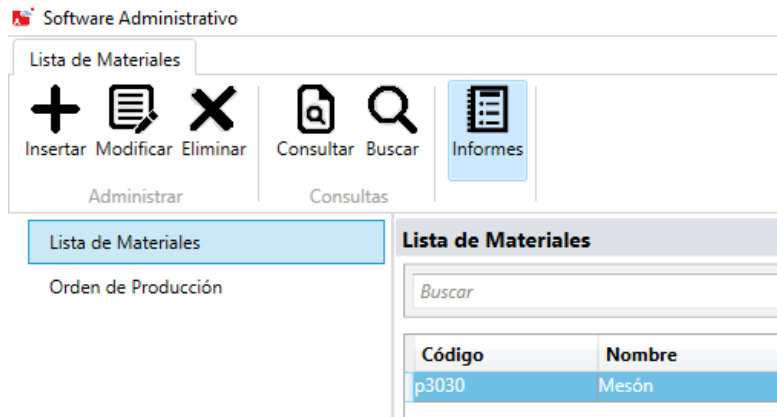 Software Administrativo
Lista de Materiales
Insertar Modificar Eliminar Consultar Buscar Informes
Administrar Consultas
Lista de Materiales
Orden de Producción
Lista de Materiales
Buscar
Código Nombre
p3030 Mesón